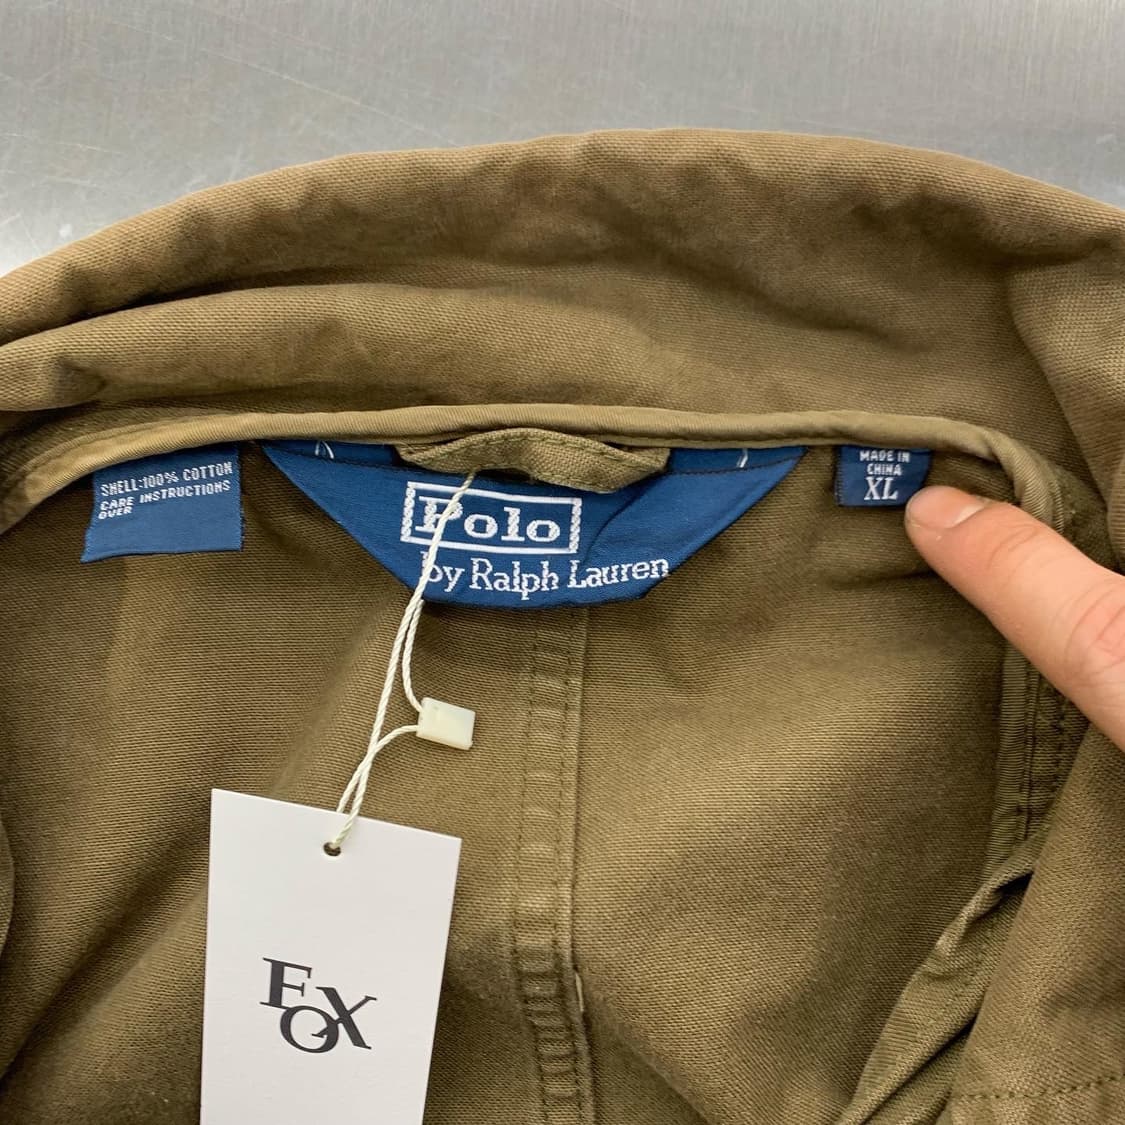 SHELL:100% COTTON
CARE INSTRUCTIONS
OVER
Polo
by Ralph Lauren
MADE IN
CHINA
XL
FOX